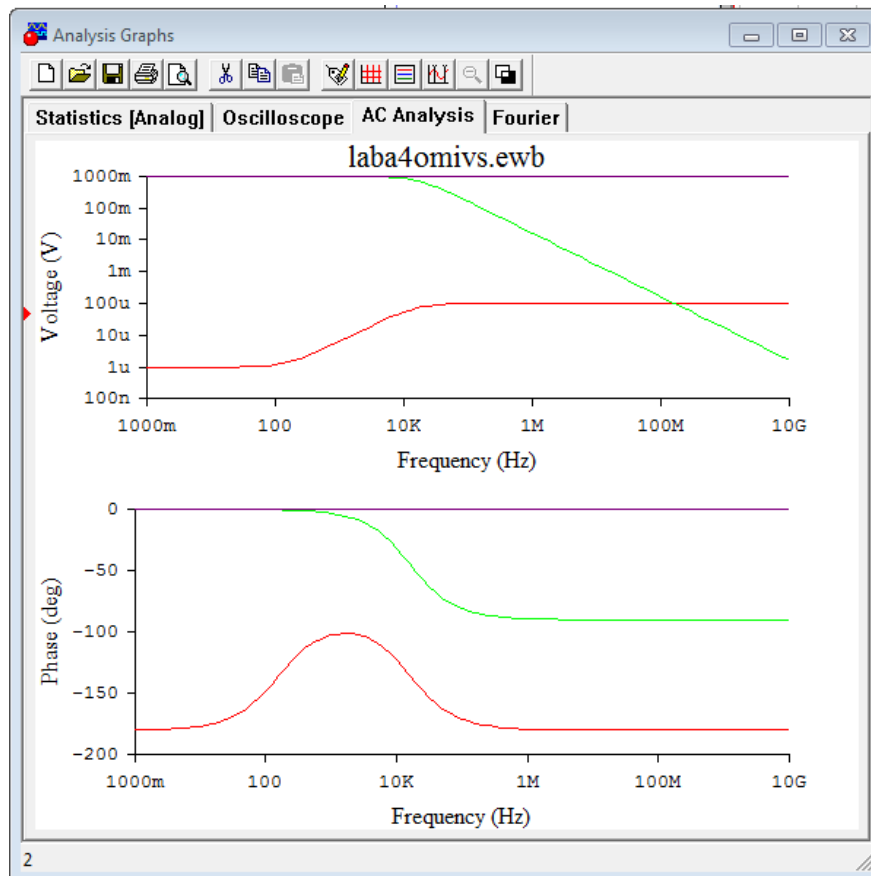 Analysis Graphs
Statistics [Analog] Oscilloscope AC Analysis Fourier
laba4omivs.ewb
Voltage (V)
1000m
100m
10m
1m
100u
10u
1u
100n
1000m 100 10K 1M 100M 10G
Frequency (Hz)
Phase (deg)
0
-50
-100
-150
-200
1000m 100 10K 1M 100M 10G
Frequency (Hz)
2